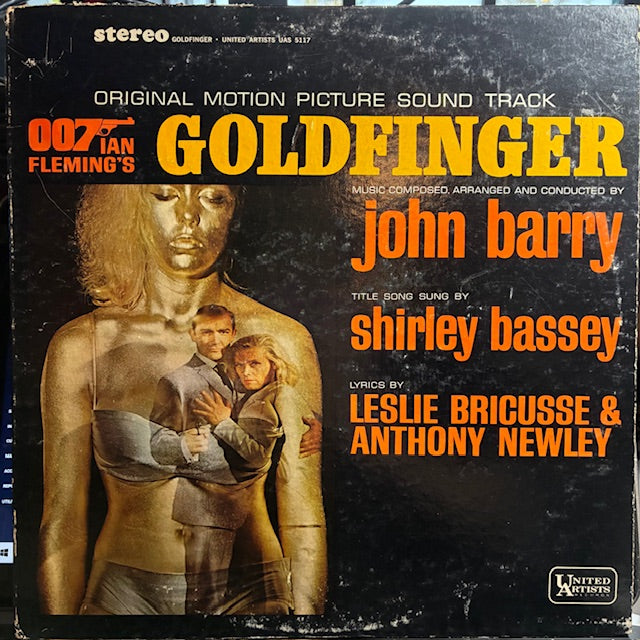 stereo GOLDFINGER • UNITED ARTISTS UAS 5117
ORIGINAL MOTION PICTURE SOUND TRACK
007 IAN
FLEMING'S
GOLDFINGER
MUSIC COMPOSED, ARRANGED AND CONDUCTED BY
john barry
TITLE SONG SUNG BY
shirley bassey
LYRICS BY
LESLIE BRICUSSE &
ANTHONY NEWLEY
UNITED
ARTISTS
RECORDS